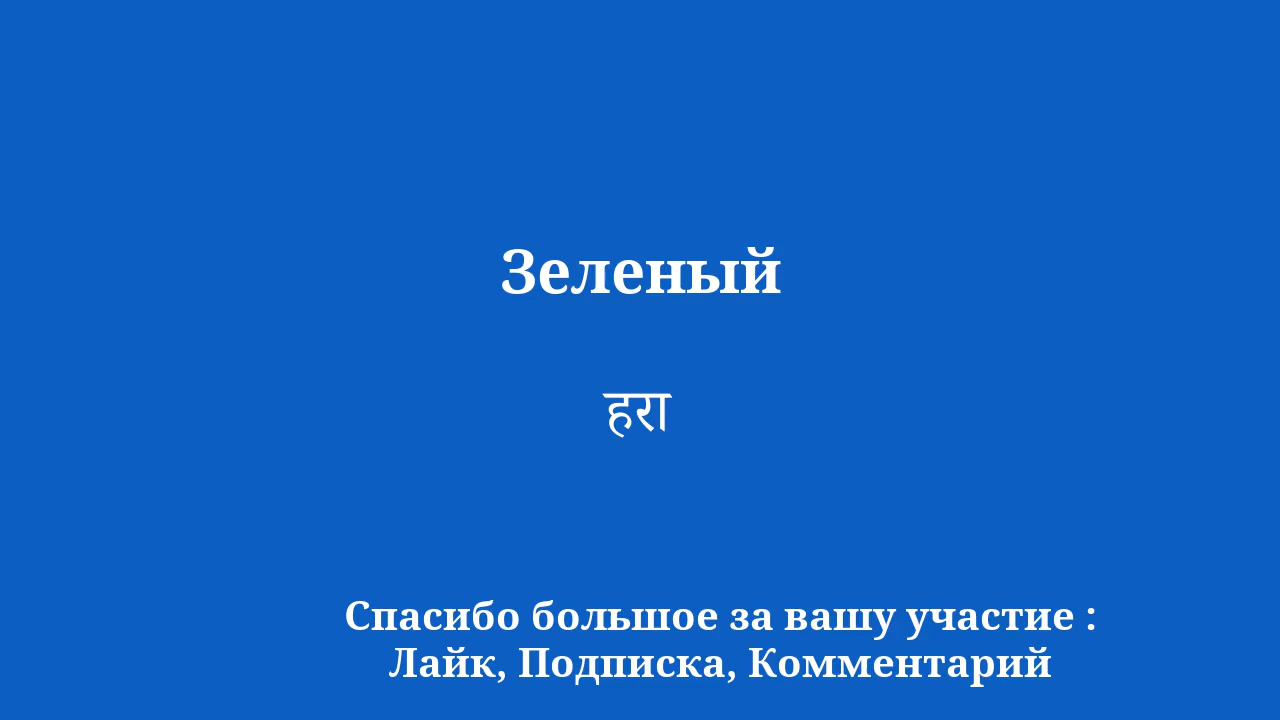 Зеленый
हरा
Спасибо большое за вашу участие :
Лайк, Подписка, Комментарий